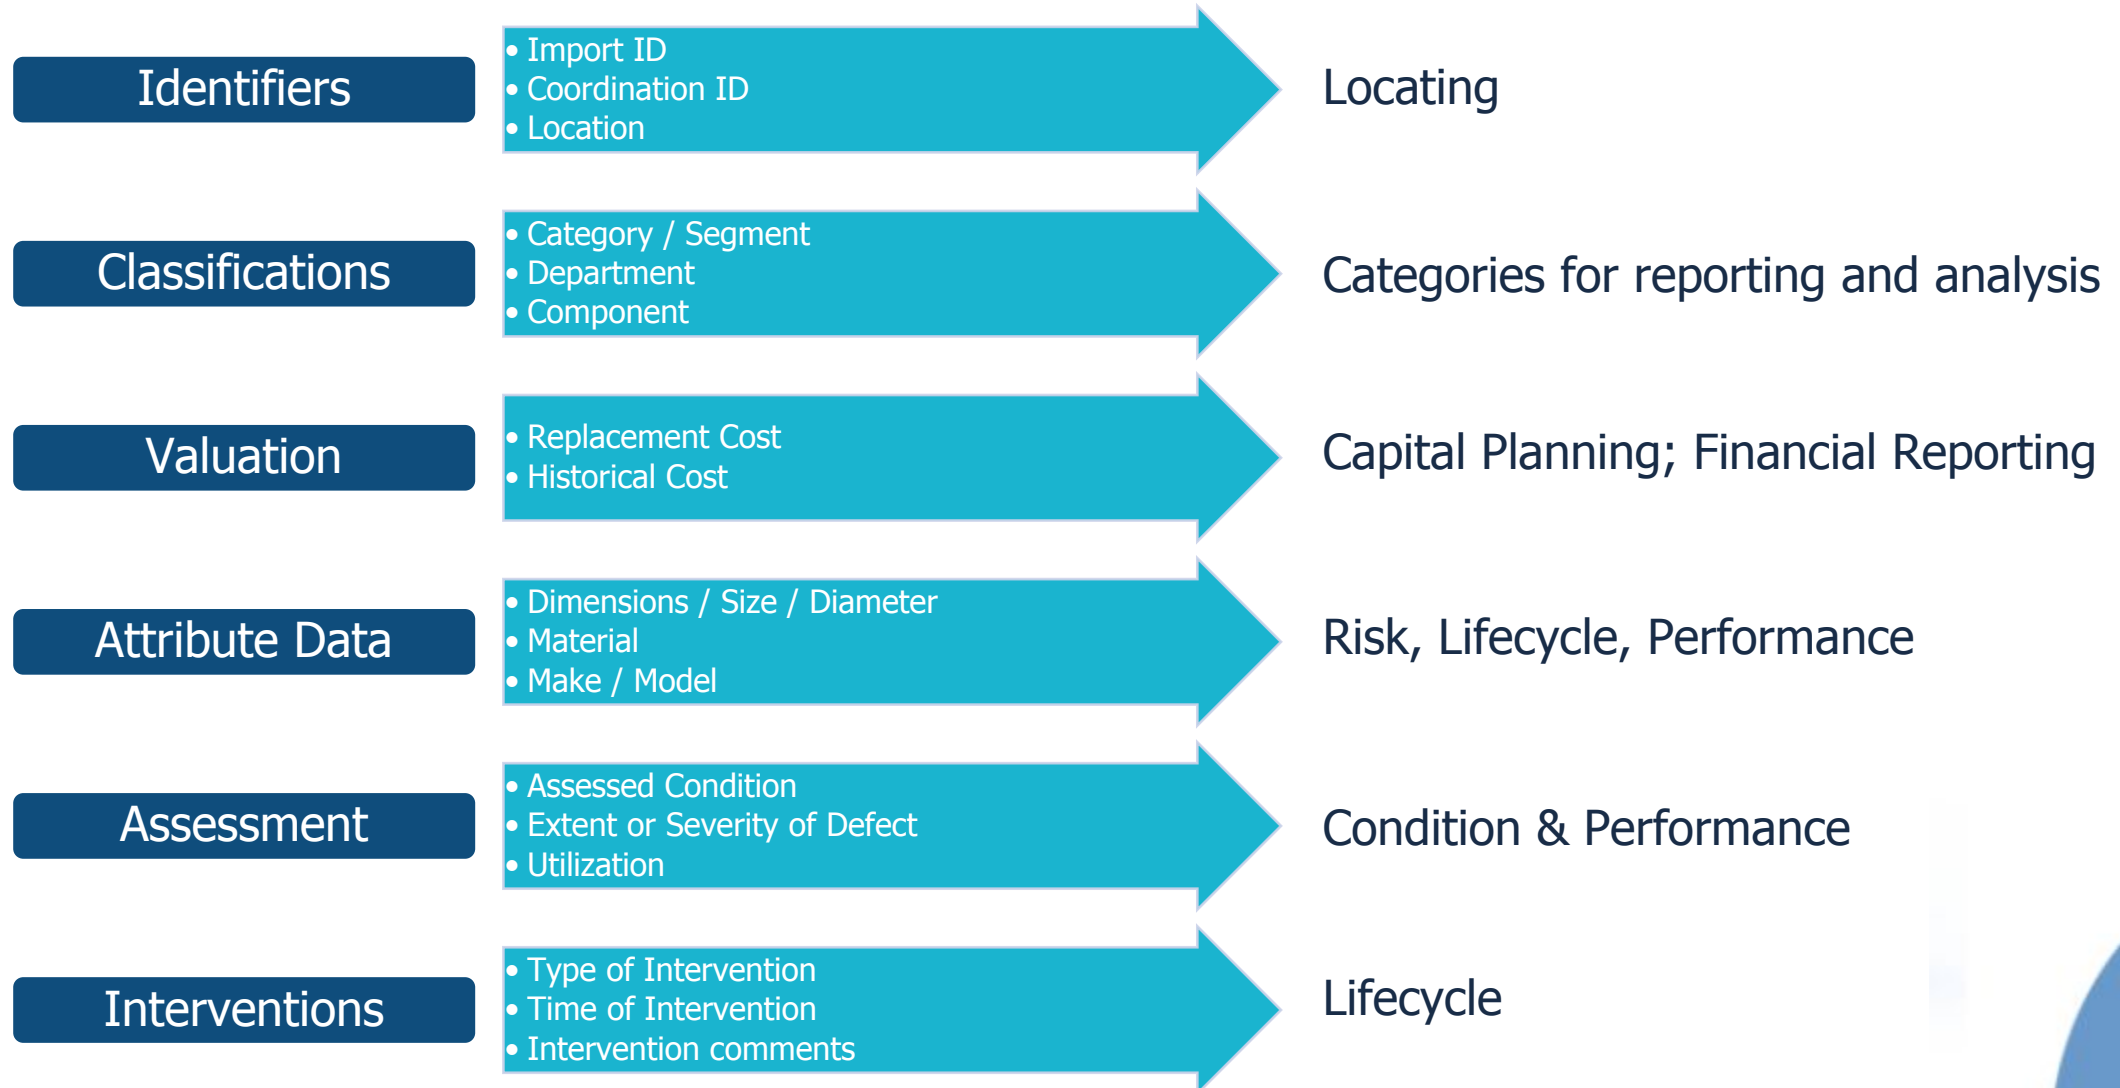 Identifiers
• Import ID
• Coordination ID
• Location
Locating
Classifications
• Category / Segment
• Department
• Component
Categories for reporting and analysis
Valuation
• Replacement Cost
• Historical Cost
Capital Planning; Financial Reporting
Attribute Data
• Dimensions / Size / Diameter
• Material
• Make / Model
Risk, Lifecycle, Performance
Assessment
• Assessed Condition
• Extent or Severity of Defect
• Utilization
Condition & Performance
Interventions
• Type of Intervention
• Time of Intervention
• Intervention comments
Lifecycle